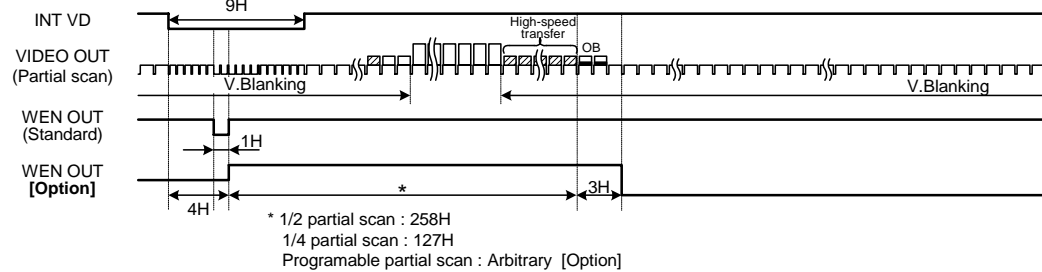 9H
INT VD
High-speed
transfer
VIDEO OUT
(Partial scan)
OB
V.Blanking
V.Blanking
WEN OUT
(Standard)
1H
WEN OUT
[Option]
4H
*
3H
* 1/2 partial scan : 258H
1/4 partial scan : 127H
Programable partial scan : Arbitrary [Option]